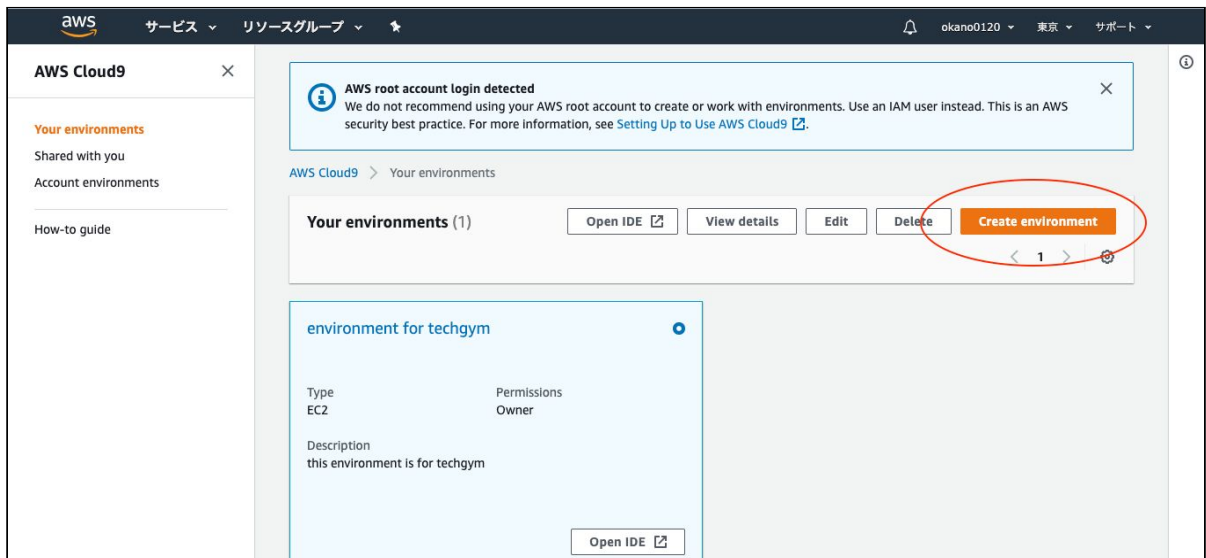 aws サービス リソースグループ okano0120 東京 サポート
AWS Cloud9
Your environments
Shared with you
Account environments
How-to guide
AWS root account login detected
We do not recommend using your AWS root account to create or work with environments. Use an IAM user instead. This is an AWS
security best practice. For more information, see Setting Up to Use AWS Cloud9.
AWS Cloud9 > Your environments
Your environments (1) Open IDE View details Edit Delete Create environment
< 1 >
environment for techgym
Type Permissions
EC2 Owner
Description
this environment is for techgym
Open IDE